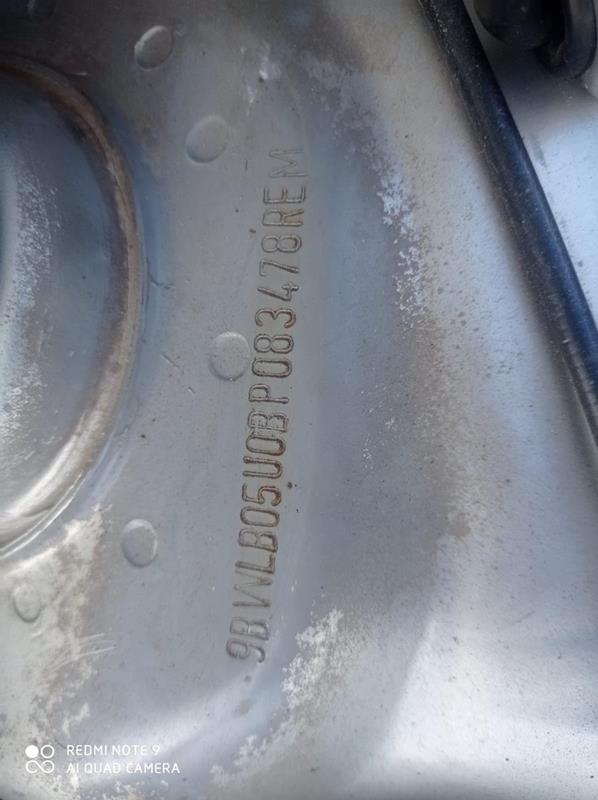 9BWLB05U0BP083478REM
REDMI NOTE 9
AI QUAD CAMERA